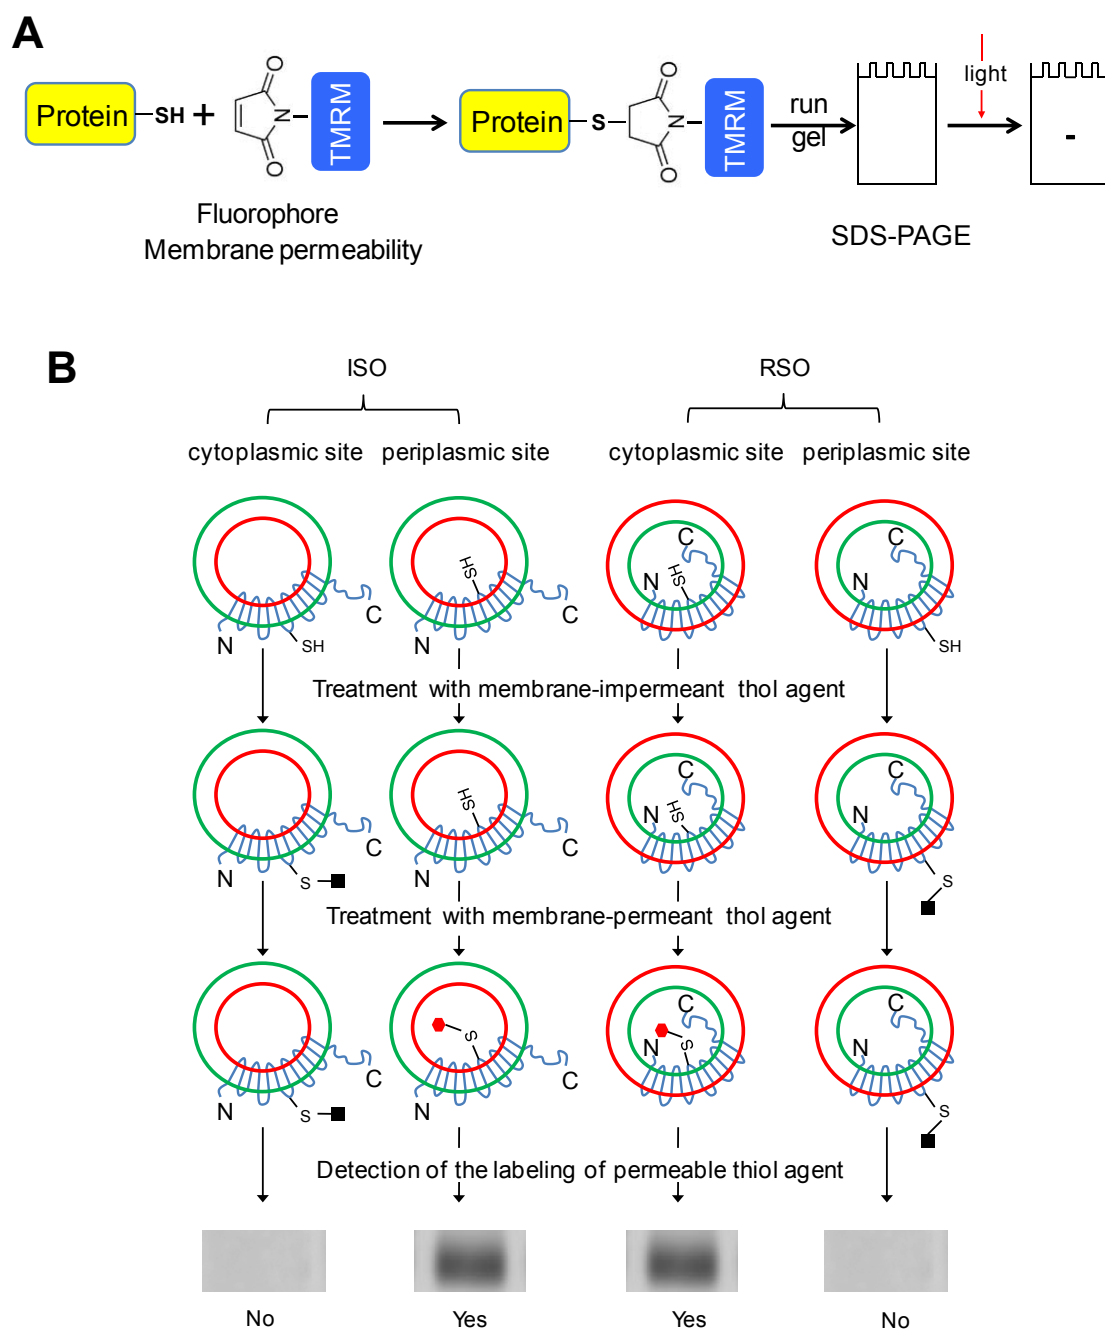 A
Protein
SH
+
O
N
O
TMRM
Protein
S
O
N
O
TMRM
run
gel
light
-
Fluorophore
Membrane permeability
SDS-PAGE
B
ISO
RSO
cytoplasmic site
periplasmic site
cytoplasmic site
periplasmic site
N
SH
C
SH
N
C
C
N
SH
C
N
SH
Treatment with membrane-impermeant thol agent
N
S
C
SH
N
C
C
N
SH
C
N
S
Treatment with membrane-permeant thol agent
N
S
C
S
N
C
C
N
S
C
N
S
Detection of the labeling of permeable thiol agent
No
Yes
Yes
No